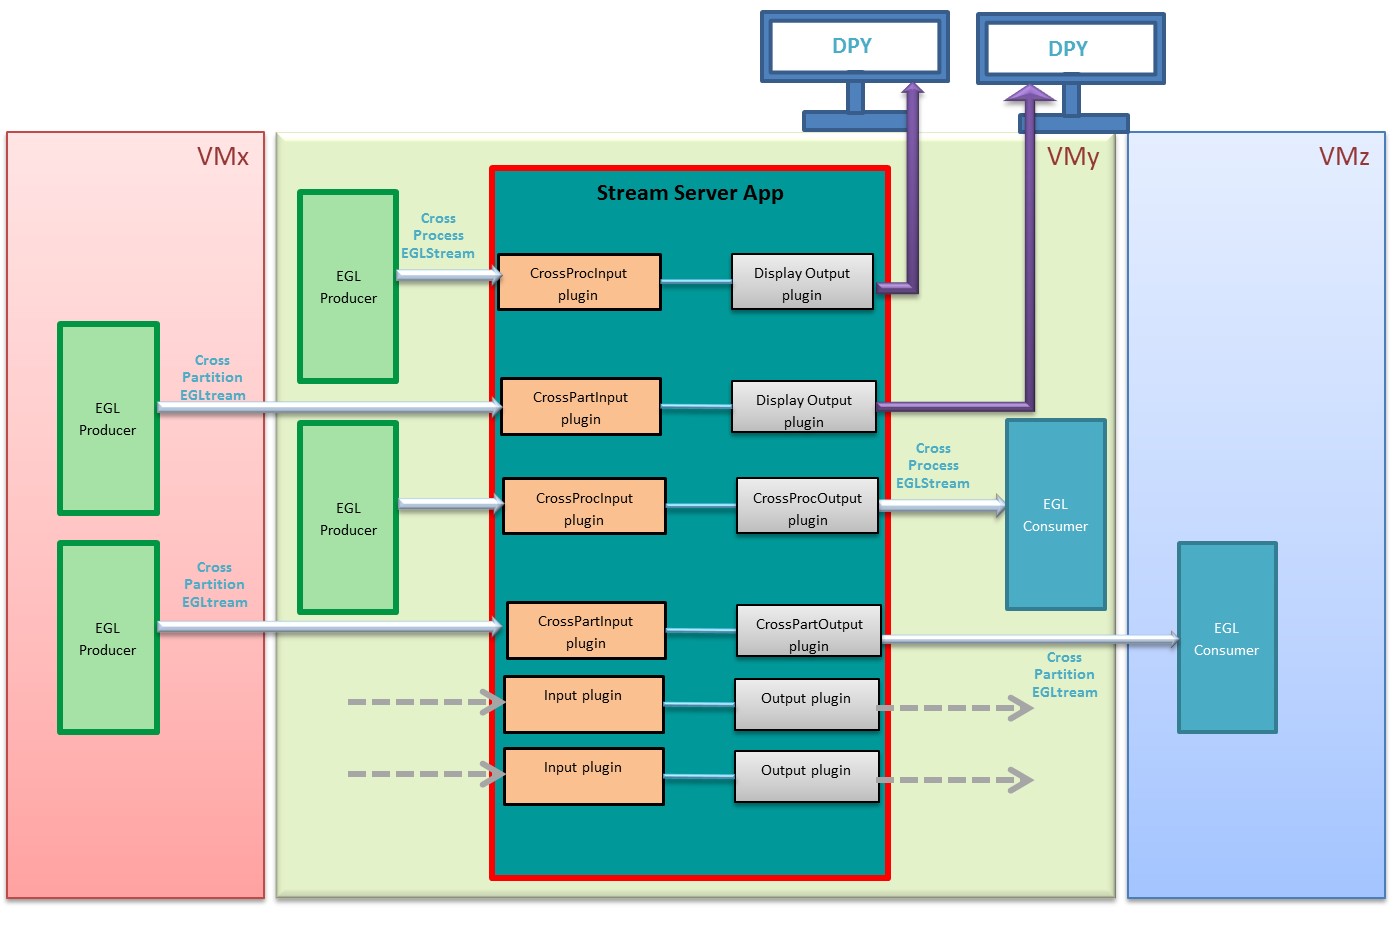 DPY
DPY
VMx
VMy
VMz
Stream Server App
EGL
Producer
Cross
Process
EGLStream
CrossProcInput
plugin
Display Output
plugin
EGL
Producer
Cross
Partition
EGLtream
CrossPartInput
plugin
Display Output
plugin
EGL
Producer
CrossProcInput
plugin
CrossProcOutput
plugin
Cross
Process
EGLStream
EGL
Consumer
EGL
Producer
Cross
Partition
EGLtream
CrossPartInput
plugin
CrossPartOutput
plugin
Cross
Partition
EGLtream
EGL
Consumer
Input plugin
Output plugin
Input plugin
Output plugin